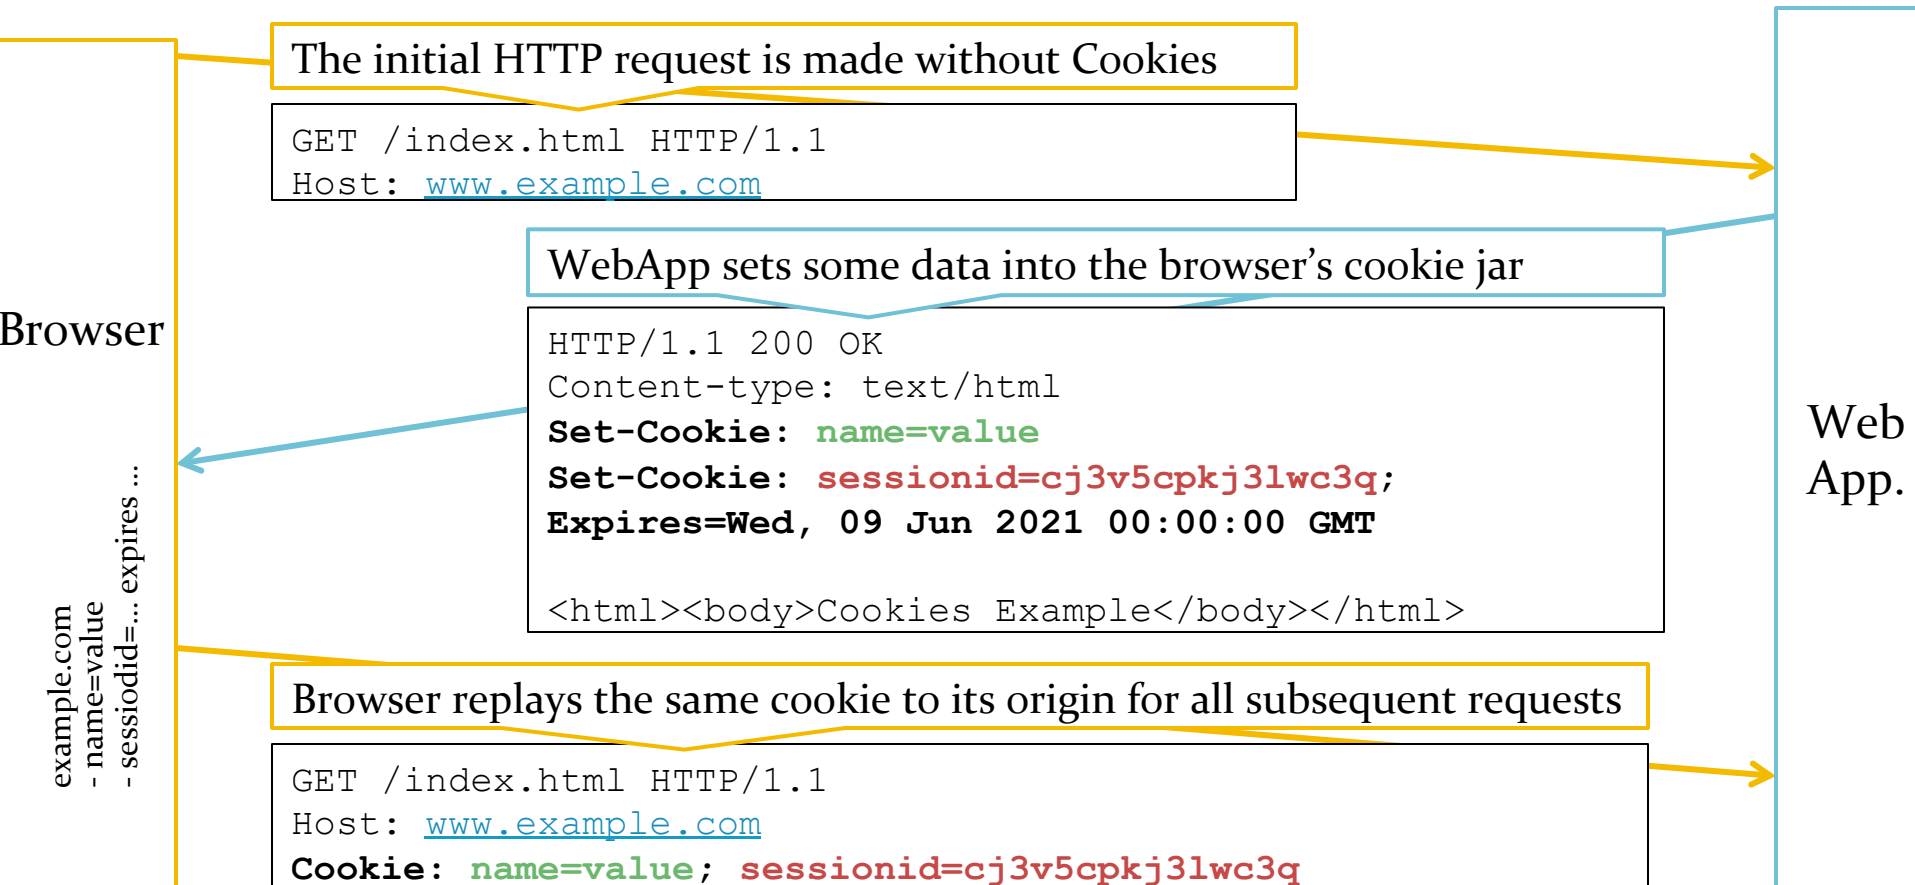 The initial HTTP request is made without Cookies
GET /index.html HTTP/1.1
Host: www.example.com
WebApp sets some data into the browser’s cookie jar
HTTP/1.1 200 OK
Content-type: text/html
Set-Cookie: name=value
Set-Cookie: sessionid=cj3v5cpkj3lwc3q;
Expires=Wed, 09 Jun 2021 00:00:00 GMT
<html><body>Cookies Example</body></html>
Browser
example.com
- name=value
- sessiodid=... expires ...
Web
App.
Browser replays the same cookie to its origin for all subsequent requests
GET /index.html HTTP/1.1
Host: www.example.com
Cookie: name=value; sessionid=cj3v5cpkj3lwc3q